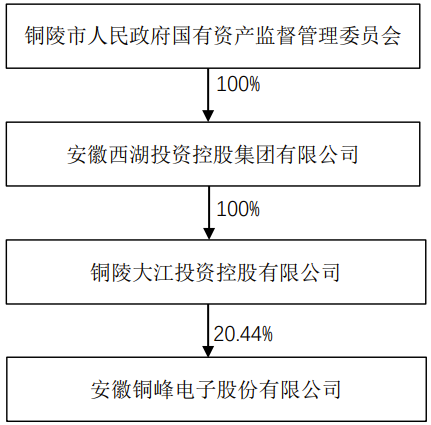 铜陵市人民政府国有资产监督管理委员会
100%
安徽西湖投资控股集团有限公司
100%
铜陵大江投资控股有限公司
20.44%
安徽铜峰电子股份有限公司